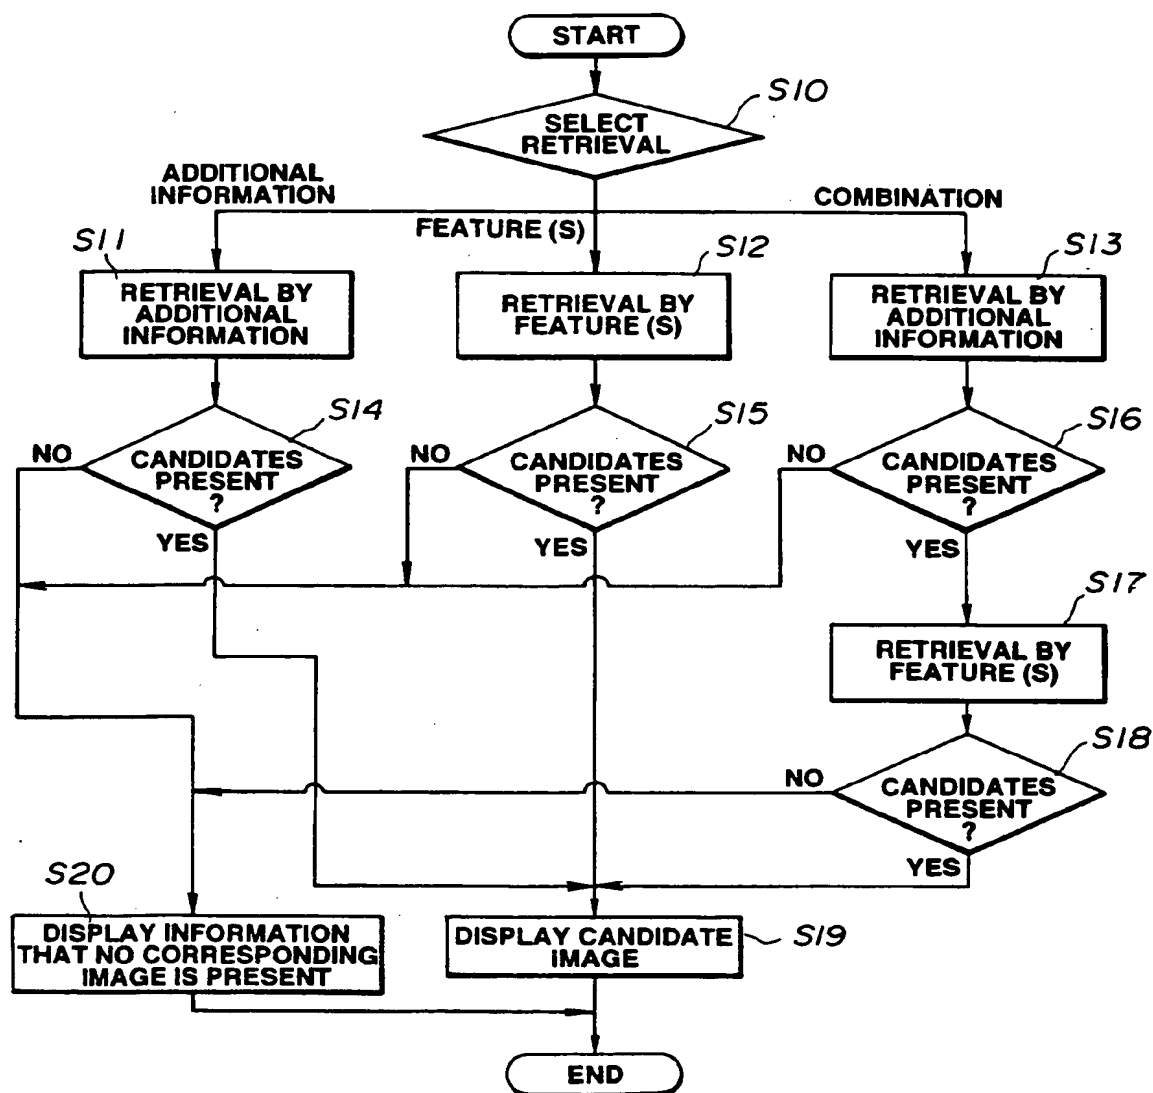 START
S10
SELECT
RETRIEVAL
ADDITIONAL
INFORMATION
FEATURE (S)
COMBINATION
S11
RETRIEVAL BY
ADDITIONAL
INFORMATION
S12
RETRIEVAL BY
FEATURE (S)
S13
RETRIEVAL BY
ADDITIONAL
INFORMATION
S14
NO
CANDIDATES
PRESENT
?
YES
S15
NO
CANDIDATES
PRESENT
?
YES
S16
NO
CANDIDATES
PRESENT
?
YES
S17
RETRIEVAL BY
FEATURE (S)
S18
NO
CANDIDATES
PRESENT
?
YES
S20
DISPLAY INFORMATION
THAT NO CORRESPONDING
IMAGE IS PRESENT
DISPLAY CANDIDATE
IMAGE
S19
END